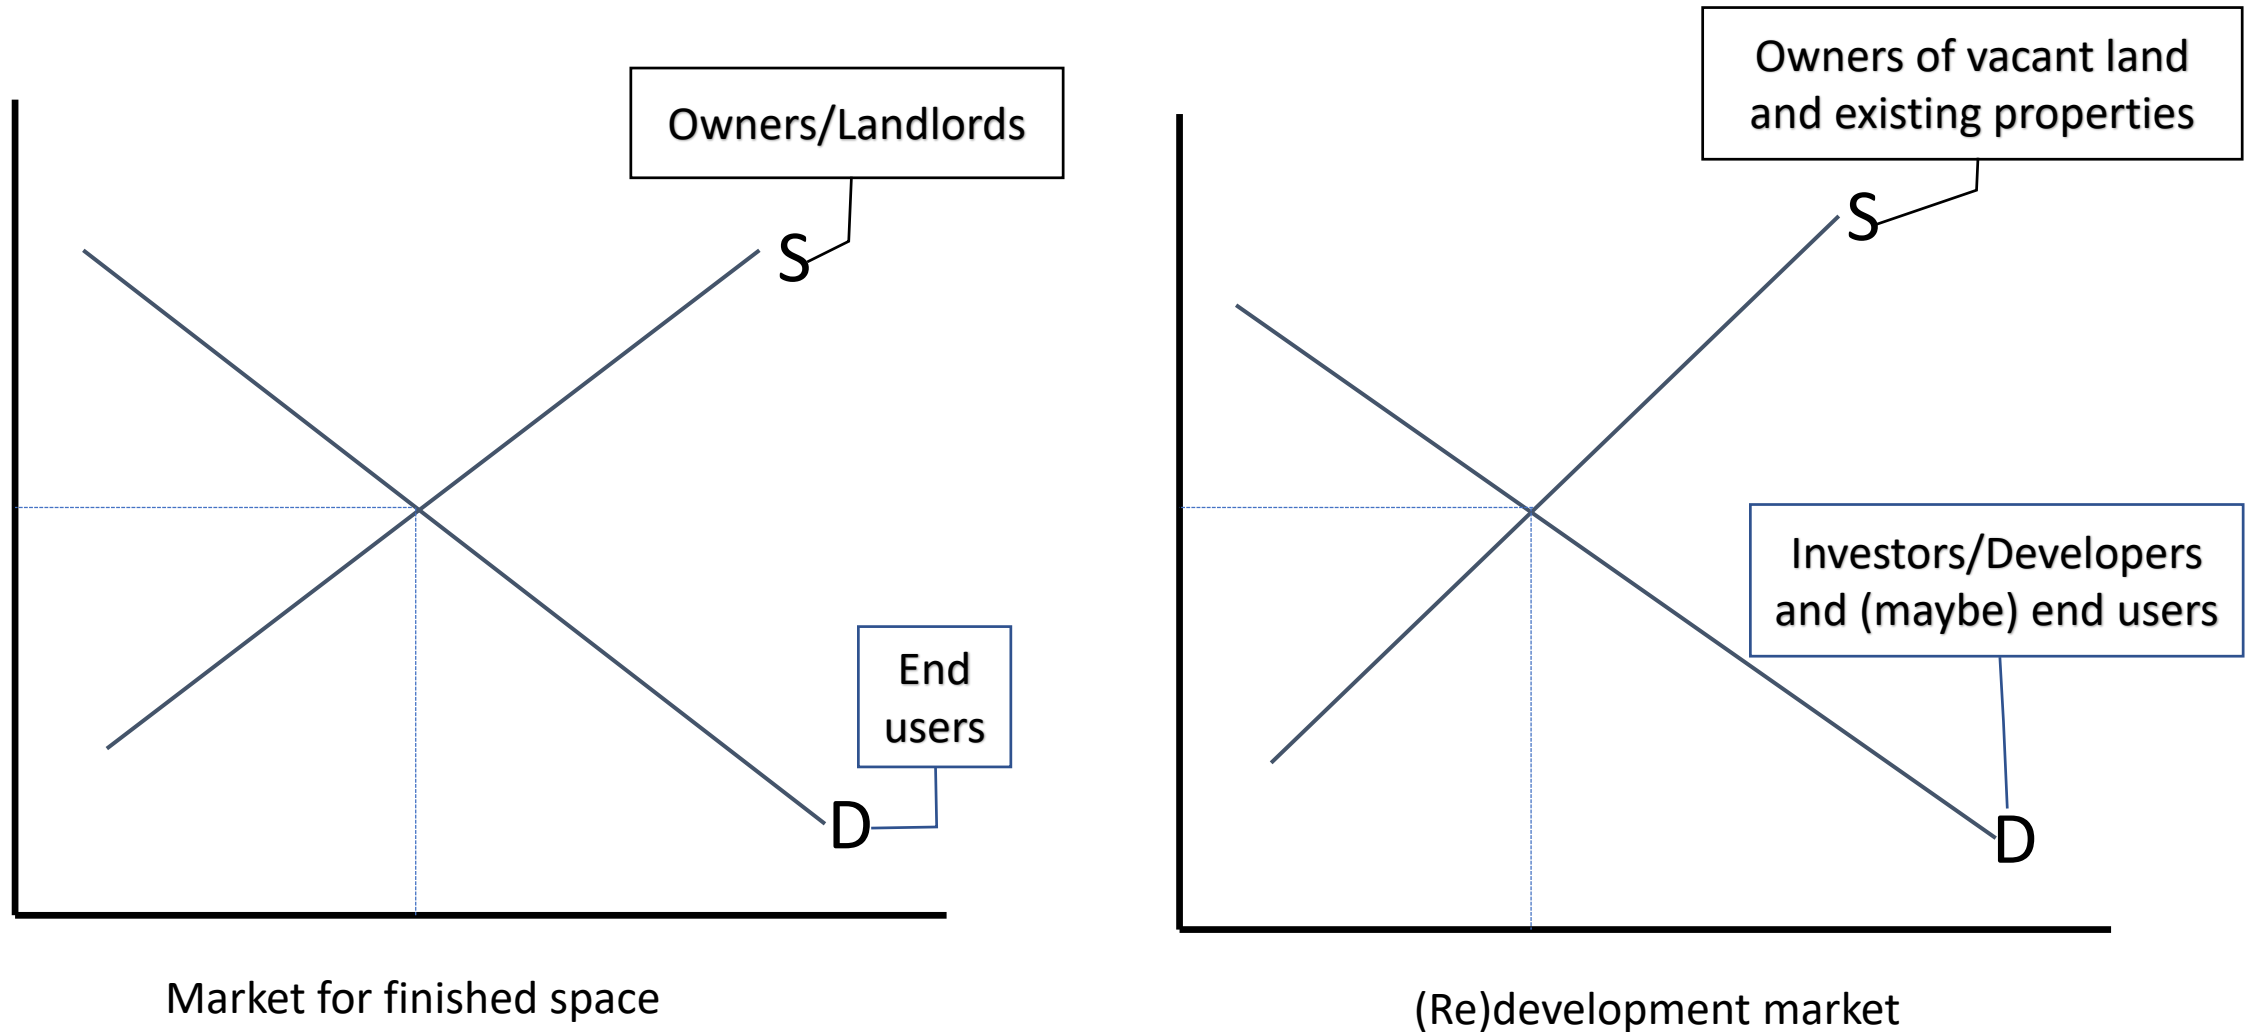 Owners/Landlords
S
End
users
D
Market for finished space
Owners of vacant land
and existing properties
S
Investors/Developers
and (maybe) end users
D
(Re)development market